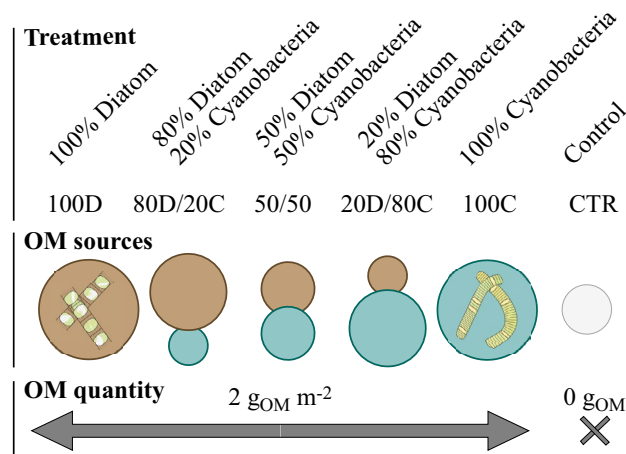 Treatment
100% Diatom
80% Diatom
20% Cyanobacteria
50% Diatom
50% Cyanobacteria
20% Diatom
80% Cyanobacteria
100% Cyanobacteria
Control
100D 80D/20C 50/50 20D/80C 100C CTR
OM sources
OM quantity
2 gOM m-2
0 gOM